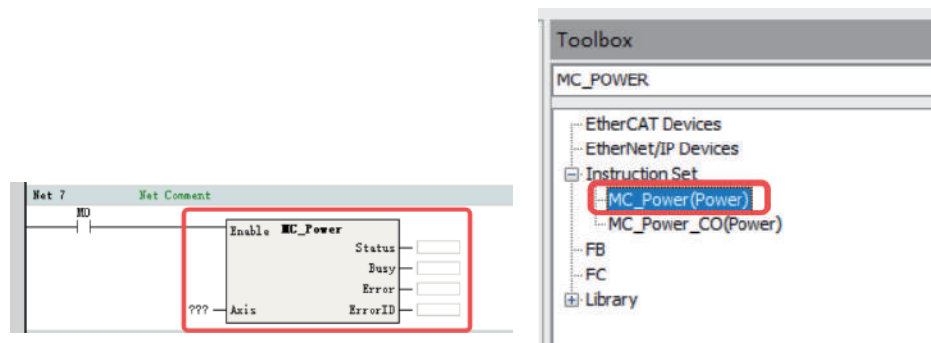 Net 7 Net Comment
M0
Enable MC_Power
Status
Busy
Error
??? Axis ErrorID
Toolbox
MC_POWER
EtherCAT Devices
EtherNet/IP Devices
Instruction Set
MC_Power(Power)
MC_Power_CO(Power)
FB
FC
Library